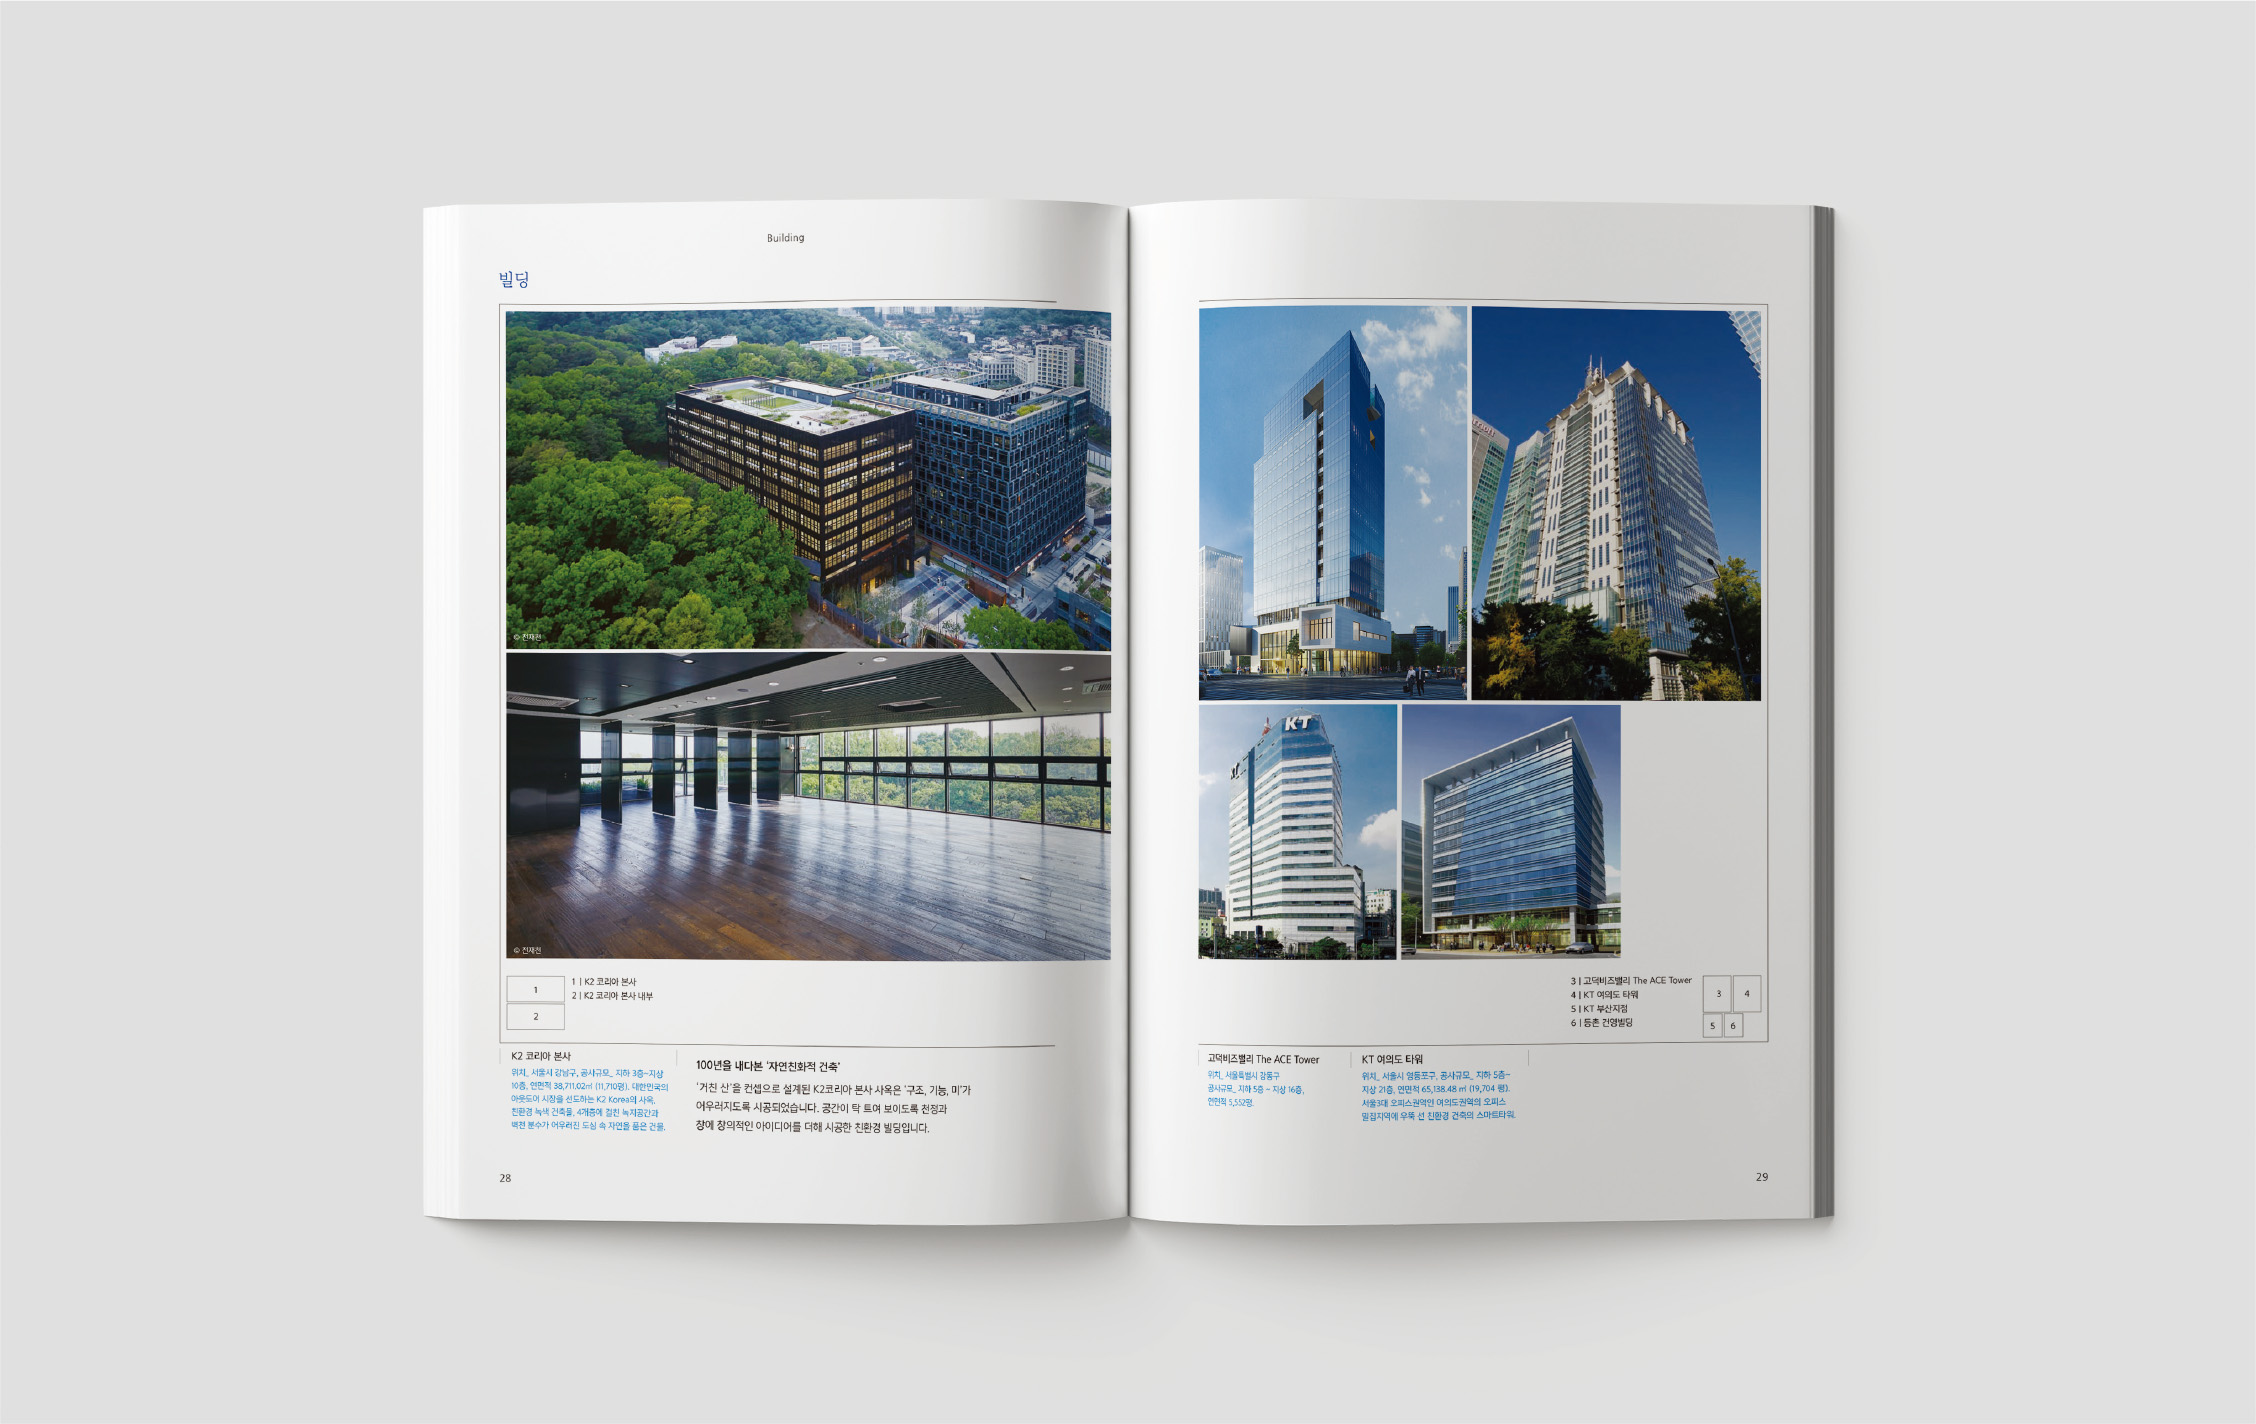 Building
빌딩
© 전재천
© 전재천
1
2
1 | K2 코리아 본사
2 | K2 코리아 본사 내부
K2 코리아 본사
위치_ 서울시 강남구, 공사규모_ 지하 3층~지상
10층, 연면적 38,711.02㎡ (11,710평). 대한민국의
아웃도어 시장을 선도하는 K2 Korea의 사옥.
친환경 녹색 건축물, 4개층에 걸친 녹지공간과
벽천 분수가 어우러진 도심 속 자연을 품은 건물.
100년을 내다본 ‘자연친화적 건축’
‘거친 산’을 컨셉으로 설계된 K2코리아 본사 사옥은 ‘구조, 기능, 미’가
어우러지도록 시공되었습니다. 공간이 탁 트여 보이도록 천정과
창에 창의적인 아이디어를 더해 시공한 친환경 빌딩입니다.
28
KT
KT
3 | 고덕비즈밸리 The ACE Tower
4 | KT 여의도 타워
5 | KT 부산지점
6 | 등촌 건영빌딩
3 4
5 6
고덕비즈밸리 The ACE Tower
위치_ 서울특별시 강동구
공사규모_ 지하 5층 ~ 지상 16층,
연면적 5,552평.
KT 여의도 타워
위치_ 서울시 영등포구, 공사규모_ 지하 5층~
지상 21층, 연면적 65,138.48 ㎡ (19,704 평).
서울3대 오피스권역인 여의도권역의 오피스
밀집지역에 우뚝 선 친환경 건축의 스마트타워.
29